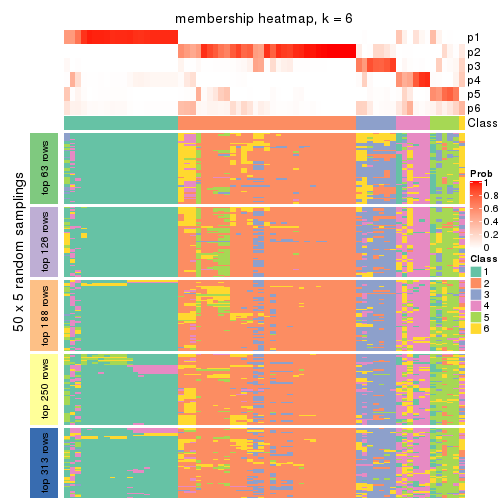 membership heatmap, k = 6
p1
p2
p3
p4
p5
p6
Class
50 x 5 random samplings
top 63 rows
top 126 rows
top 188 rows
top 250 rows
top 313 rows
Prob
1
0.8
0.6
0.4
0.2
0
Class
1
2
3
4
5
6